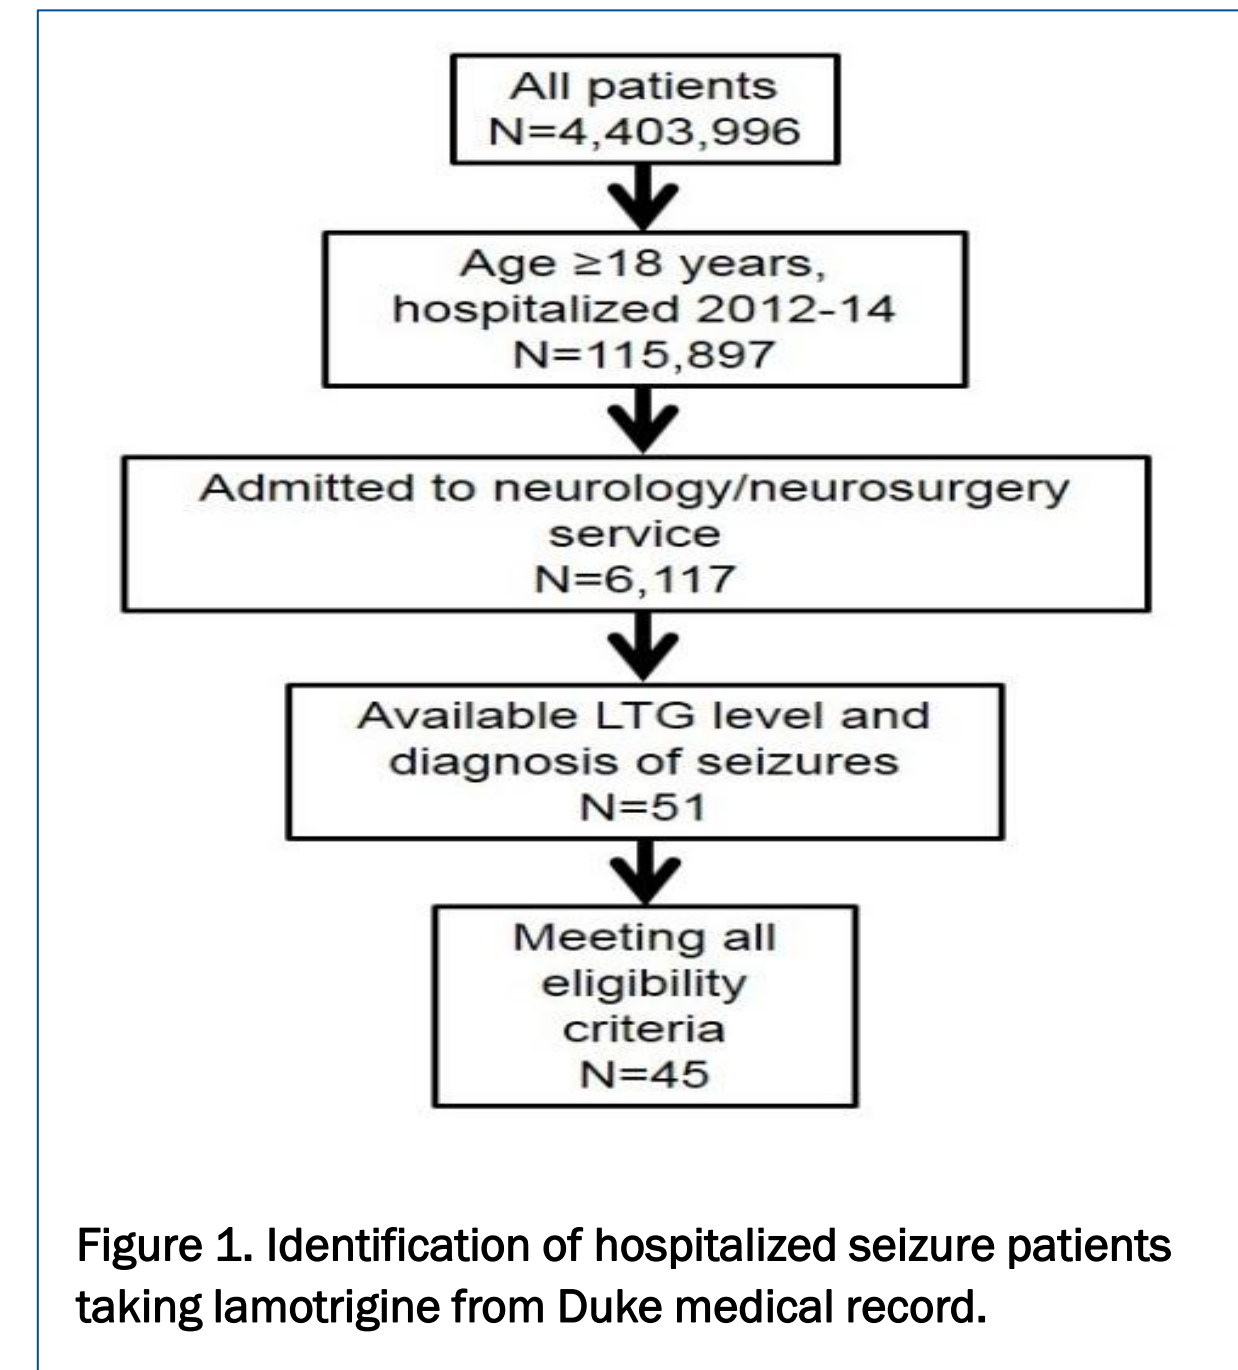 All patients
N=4,403,996
Age ≥18 years,
hospitalized 2012-14
N=115,897
Admitted to neurology/neurosurgery
service
N=6,117
Available LTG level and
diagnosis of seizures
N=51
Meeting all
eligibility
criteria
N=45
Figure 1. Identification of hospitalized seizure patients
taking lamotrigine from Duke medical record.